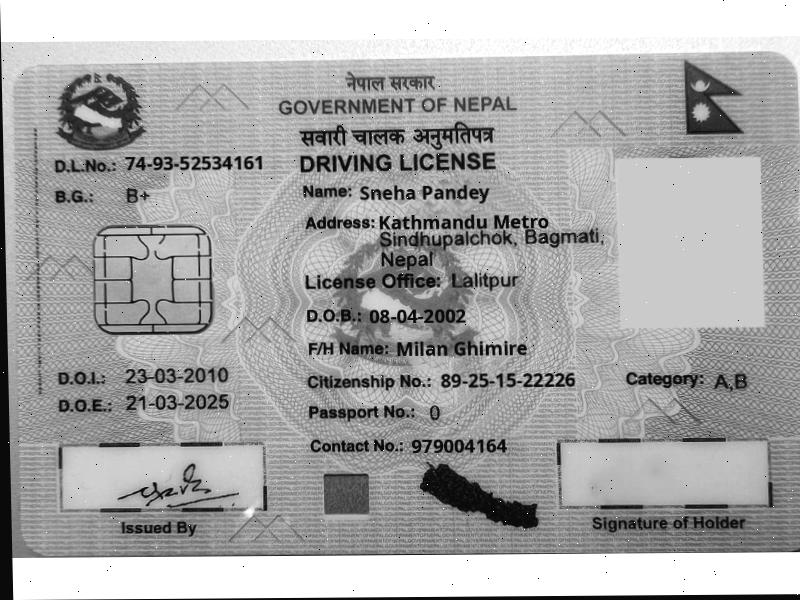 नेपाल सरकार
GOVERNMENT OF NEPAL
सवारी चालक अनुमतिपत्र
DRIVING LICENSE
D.L.No.: 74-93-52534161
B.G.: B+
Name: Sneha Pandey
Address: Kathmandu Metro
Sindhupalchok, Bagmati,
Nepal
License Office: Lalitpur
D.O.B.: 08-04-2002
F/H Name: Milan Ghimire
D.O.I.: 23-03-2010
Citizenship No.: 89-25-15-22226
Category: A,B
D.O.E.: 21-03-2025
Passport No.: 0
Contact No.: 979004164
Issued By
Signature of Holder